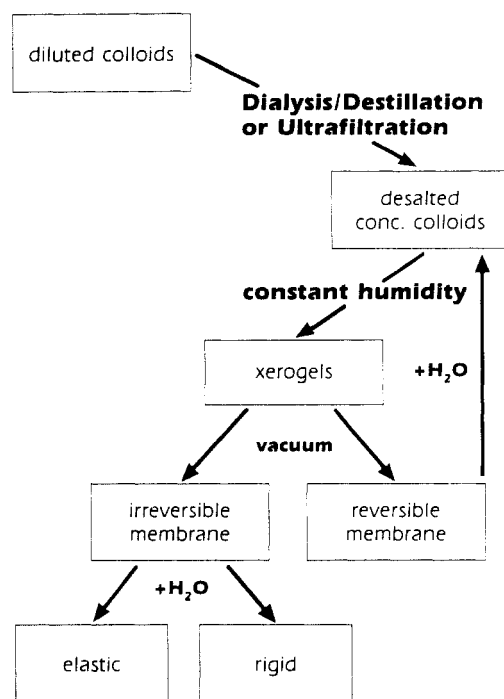 diluted colloids
Dialysis/Destillation
or Ultrafiltration
desalted
conc. colloids
constant humidity
xerogels
+H₂O
vacuum
irreversible
membrane
reversible
membrane
+H₂O
elastic
rigid